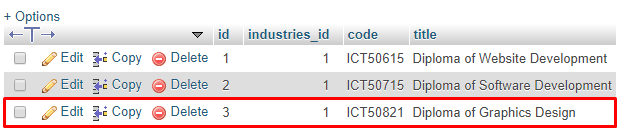 + Options
id industries_id code title
Edit Copy Delete 1 1 ICT50615 Diploma of Website Development
Edit Copy Delete 2 1 ICT50715 Diploma of Software Development
Edit Copy Delete 3 1 ICT50821 Diploma of Graphics Design